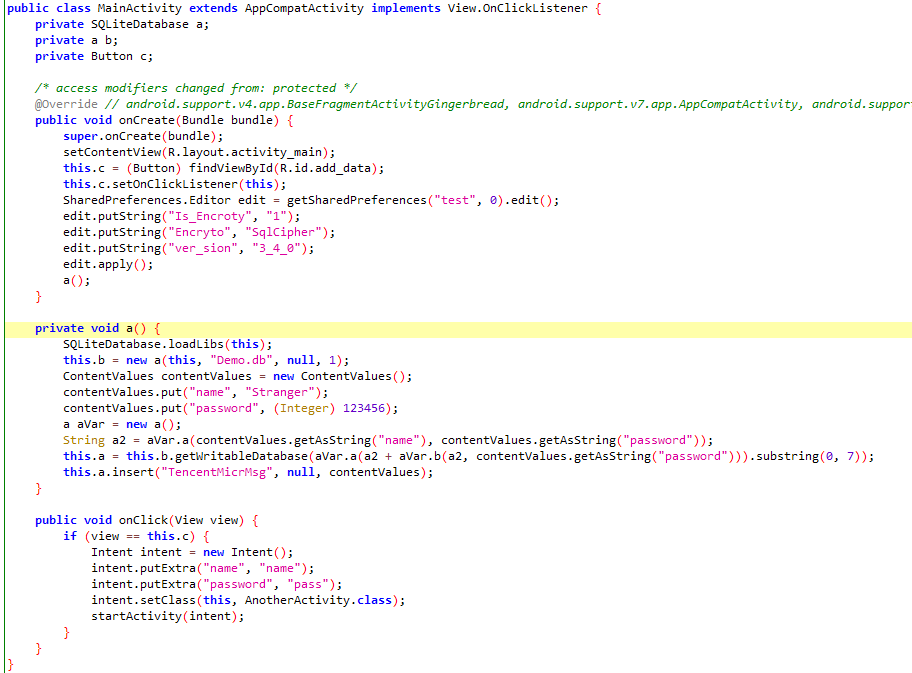 public class MainActivity extends AppCompatActivity implements View.OnClickListener {
    private SQLiteDatabase a;
    private a b;
    private Button c;

    /* access modifiers changed from: protected */
    @Override // android.support.v4.app.BaseFragmentActivityGingerbread, android.support.v7.app.AppCompatActivity, android.suppor
    public void onCreate(Bundle bundle) {
        super.onCreate(bundle);
        setContentView(R.layout.activity_main);
        this.c = (Button) findViewById(R.id.add_data);
        this.c.setOnClickListener(this);
        SharedPreferences.Editor edit = getSharedPreferences("test", 0).edit();
        edit.putString("Is_Encroty", "1");
        edit.putString("Encryto", "SqlCipher");
        edit.putString("ver_sion", "3_4_0");
        edit.apply();
        a();
    }

    private void a() {
        SQLiteDatabase.loadLibs(this);
        this.b = new a(this, "Demo.db", null, 1);
        ContentValues contentValues = new ContentValues();
        contentValues.put("name", "Stranger");
        contentValues.put("password", (Integer) 123456);
        a aVar = new a();
        String a2 = aVar.a(contentValues.getAsString("name"), contentValues.getAsString("password"));
        this.a = this.b.getWritableDatabase(aVar.a(a2 + aVar.b(a2, contentValues.getAsString("password"))).substring(0, 7));
        this.a.insert("TencentMicrMsg", null, contentValues);
    }

    public void onClick(View view) {
        if (view == this.c) {
            Intent intent = new Intent();
            intent.putExtra("name", "name");
            intent.putExtra("password", "pass");
            intent.setClass(this, AnotherActivity.class);
            startActivity(intent);
        }
    }
}